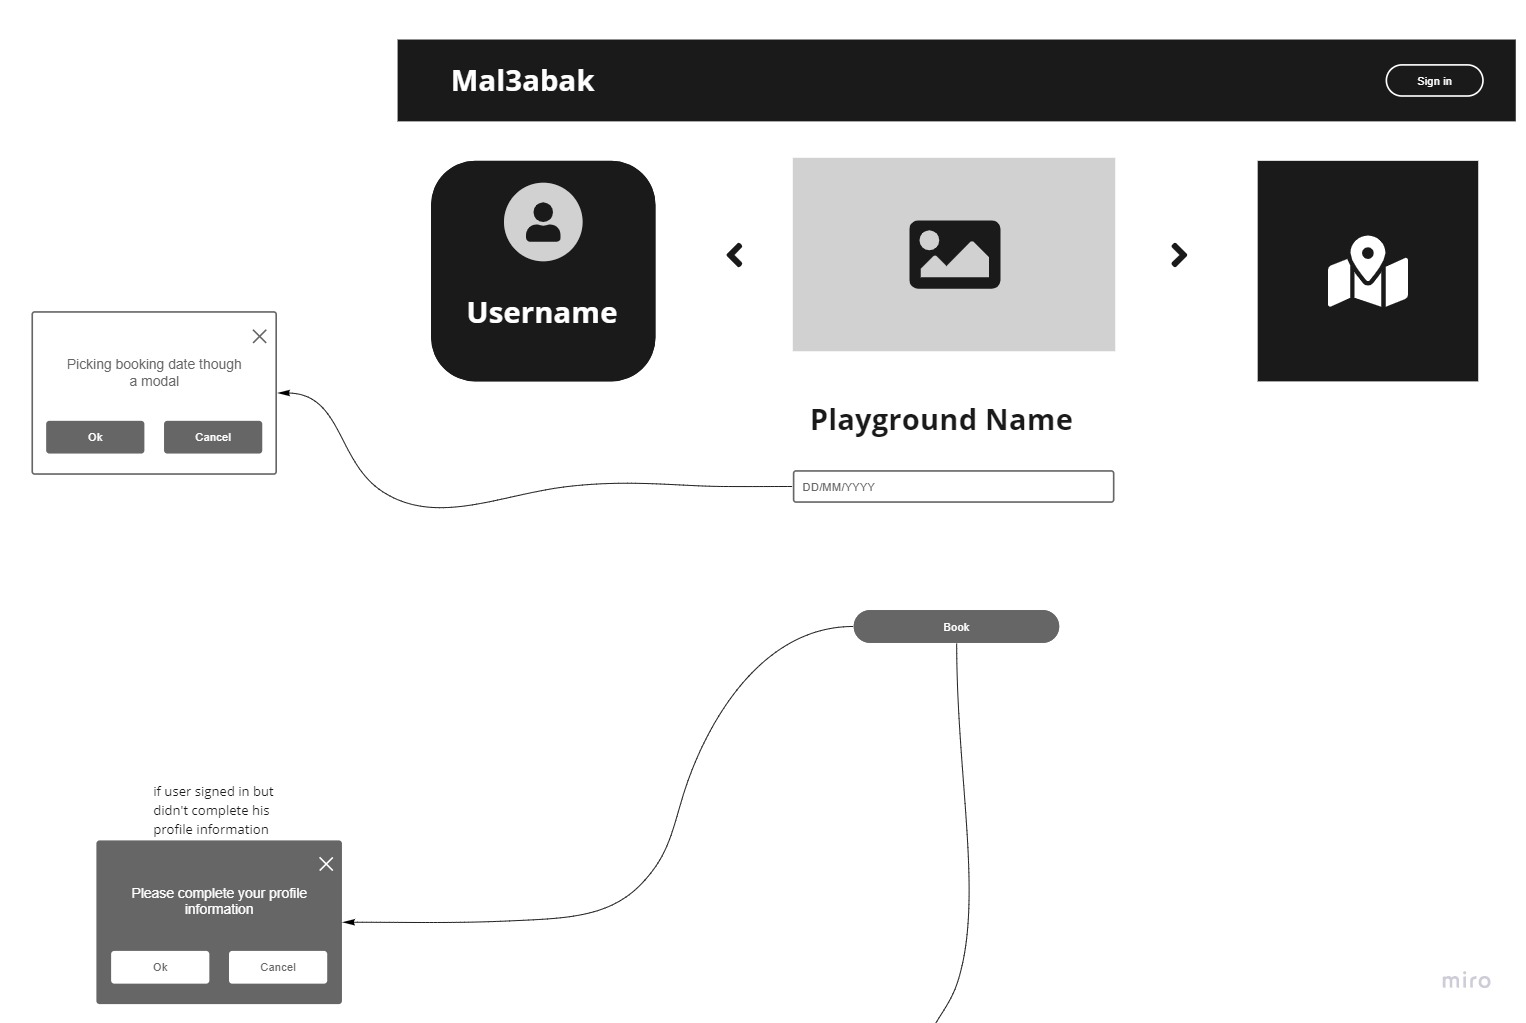 Mal3abak
Sign in
Username
Picking booking date though
a modal
Ok
Cancel
Playground Name
DD/MM/YYYY
Book
if user signed in but
didn't complete his
profile information
Please complete your profile
information
Ok
Cancel
miro